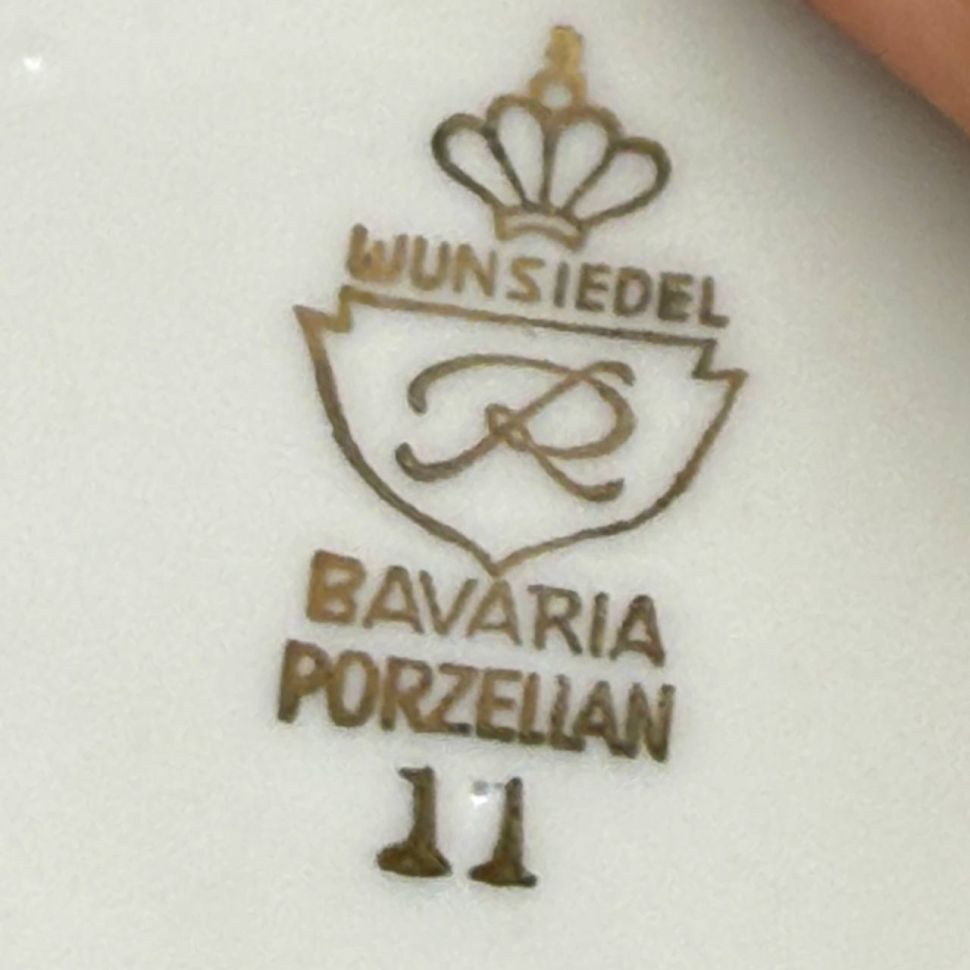 WUNSIEDEL
R
BAVARIA
PORZELLAN
11